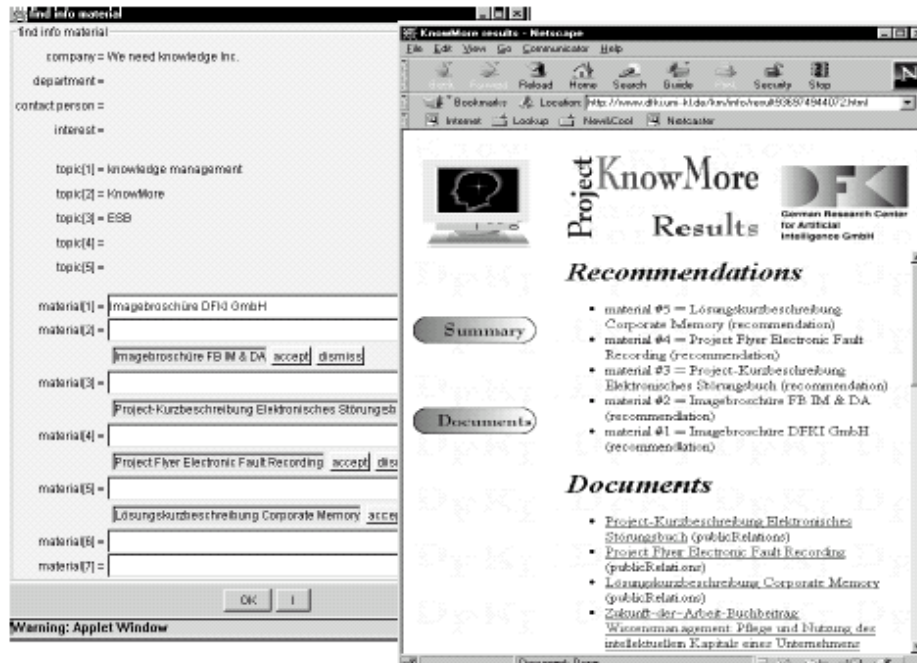 find info material
find info material
company = We need knowledge Inc.
department =
contact person =
interest =
topic[1] = knowledge management
topic[2] = KnowMore
topic[3] = ESB
topic[4] =
topic[5] =
material[1] = Imagebroschüre DFKI GmbH
material[2] =
Imagebroschüre FB IM & DA accept dismiss
material[3] =
Project-Kurzbeschreibung Elektronisches Störungsb
material[4] =
Project Flyer Electronic Fault Recording accept dis
material[5] =
Lösungskurzbeschreibung Corporate Memory acce
material[6] =
material[7] =
OK !
Warning: Applet Window
KnowMore results - Netscape
File Edit View Go Communicator Help
Back Forward Reload Home Search Guide Print Security Stop
N
Bookmarks Location:
Internet Lookup New&Cool Netcaster
Project KnowMore
Results
DFKI
German Research Center
for Artificial
Intelligence GmbH
Recommendations
Summary
• material #5 = Lösungskurzbeschreibung
Corporate Memory (recommendation)
• material #4 = Project Flyer Electronic Fault
Recording (recommendation)
• material #3 = Project-Kurzbeschreibung
Elektronisches Störungsbuch (recommendation)
• material #2 = Imagebroschüre FB IM & DA
(recommendation)
• material #1 = Imagebroschüre DFKI GmbH
(recommendation)
Documents
Documents
• Project-Kurzbeschreibung Elektronisches
Störungsbuch (publicRelations)
• Project Flyer Electronic Fault Recording
(publicRelations)
• Lösungskurzbeschreibung Corporate Memory
(publicRelations)
• Zukunft-der-Arbeit-Buchbeitrag:
Wissensmanagement: Pflege und Nutzung des
intellektuellen Kapitals eines Unternehmens